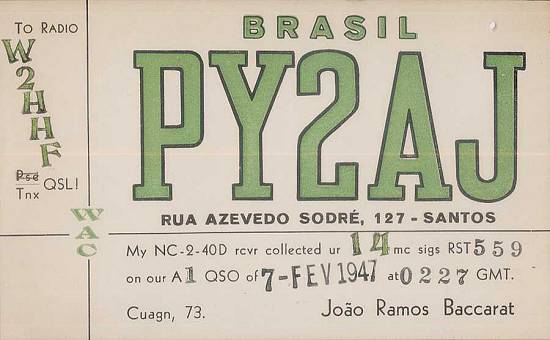 BRASIL
TO RADIO
W2HHF
PY2AJ
Pse
Tnx QSL!
RUA AZEVEDO SODRÉ, 127 - SANTOS
WAC
My NC-2-40D rcvr collected ur 14 mc sigs RST 559
on our A1 QSO of 7-FEV 1947 at 0227 GMT.
Cuagn, 73. João Ramos Baccarat